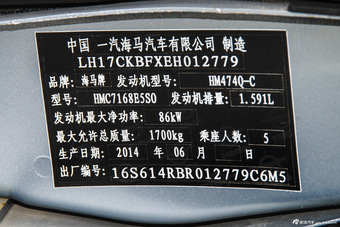 中国 一汽海马汽车有限公司 制造
LH17CKBFXEH012779
品牌: 海马牌 发动机型号: HM474Q-C
型号: HMC7168E5S0 发动机排量: 1.591L
发动机最大净功率: 86kW
最大允许总质量: 1700kg 乘座人数: 5
生产日期: 2014 年 06 月 日
出厂编号: 16S614RBR012779C6M5